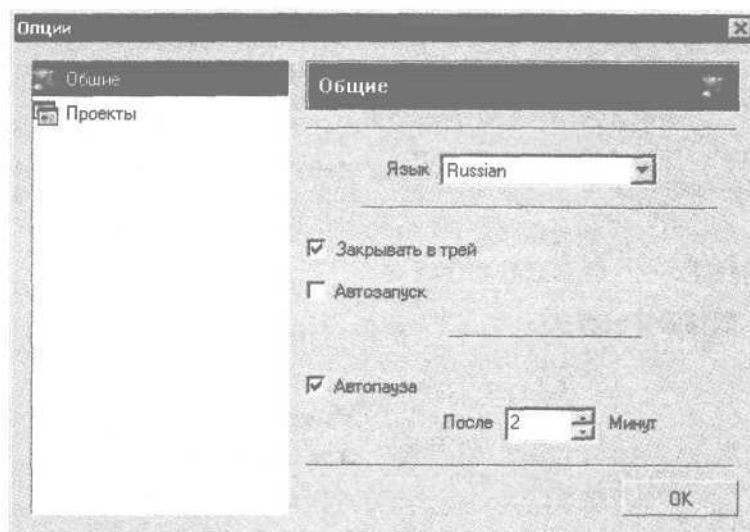 Опции
Общие
Проекты
Общие
Язык Russian
Закрывать в трей
Автозапуск
Автопауза
После 2 Минут
OK